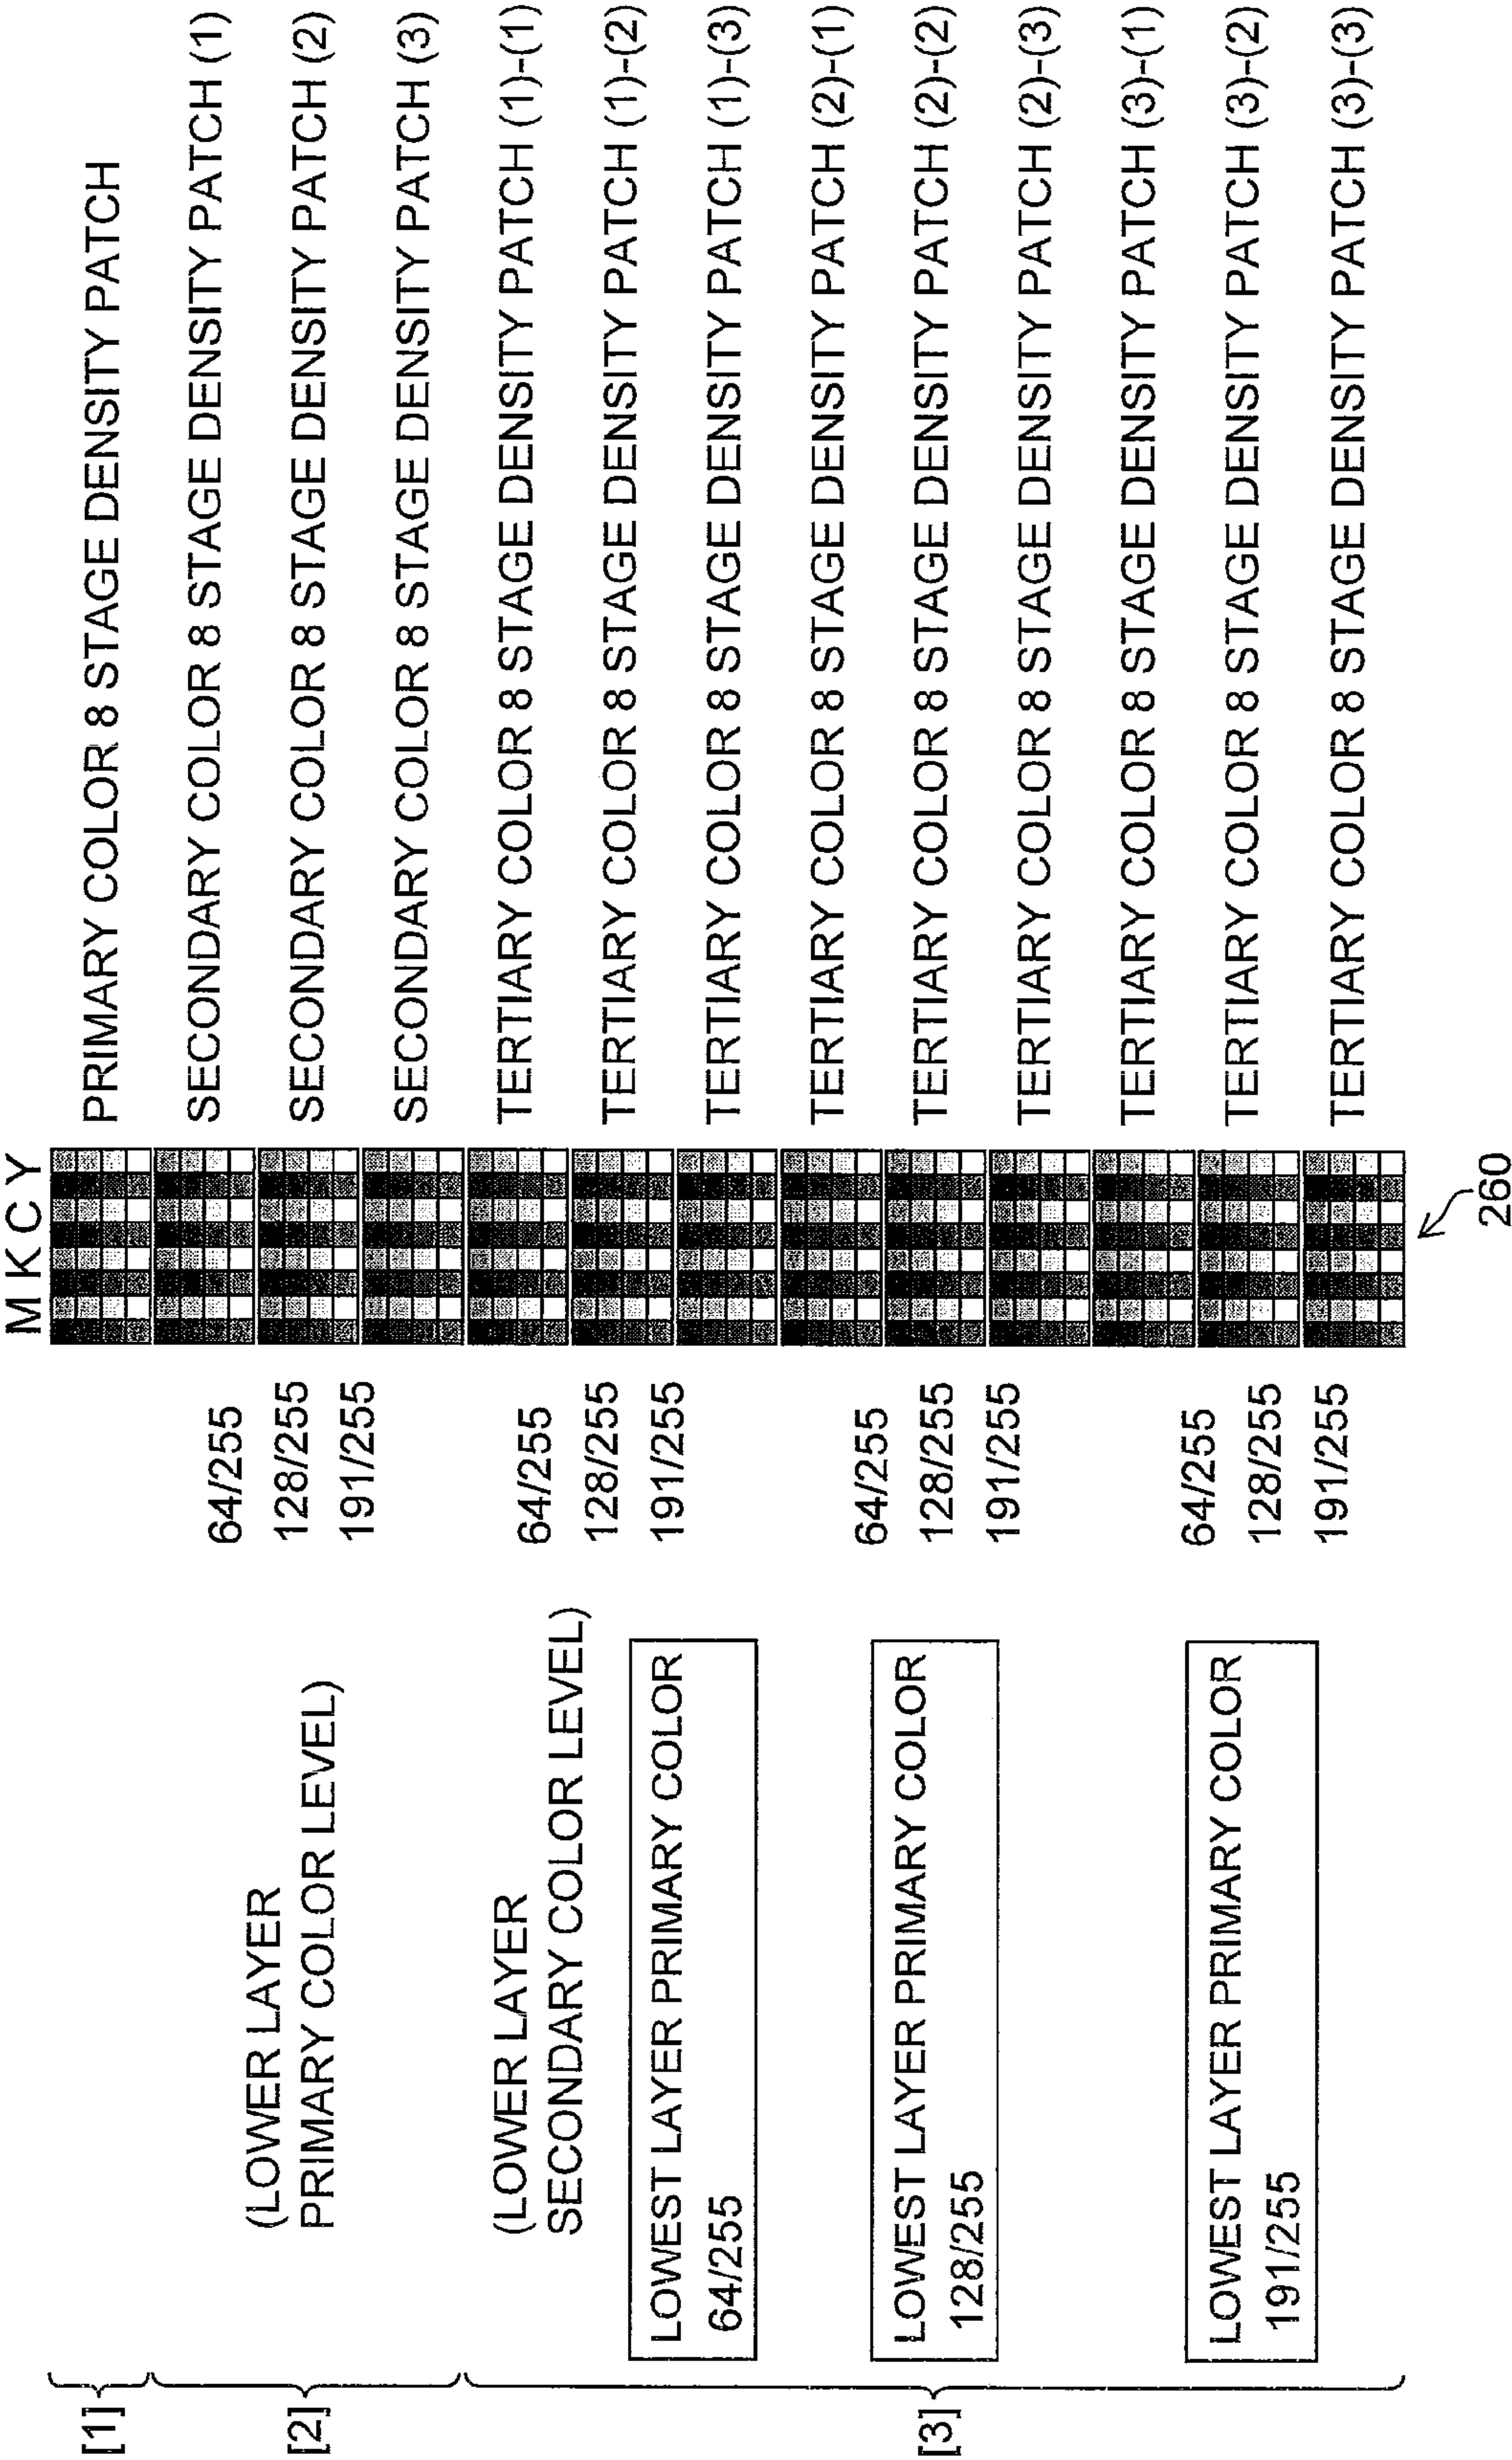 M K C Y
[1]
PRIMARY COLOR 8 STAGE DENSITY PATCH
[2]
(LOWER LAYER
PRIMARY COLOR LEVEL)
64/255
128/255
191/255
SECONDARY COLOR 8 STAGE DENSITY PATCH (1)
SECONDARY COLOR 8 STAGE DENSITY PATCH (2)
SECONDARY COLOR 8 STAGE DENSITY PATCH (3)
[3]
(LOWER LAYER
SECONDARY COLOR LEVEL)
LOWEST LAYER PRIMARY COLOR
64/255
64/255
128/255
191/255
TERTIARY COLOR 8 STAGE DENSITY PATCH (1)-(1)
TERTIARY COLOR 8 STAGE DENSITY PATCH (1)-(2)
TERTIARY COLOR 8 STAGE DENSITY PATCH (1)-(3)
LOWEST LAYER PRIMARY COLOR
128/255
64/255
128/255
191/255
TERTIARY COLOR 8 STAGE DENSITY PATCH (2)-(1)
TERTIARY COLOR 8 STAGE DENSITY PATCH (2)-(2)
TERTIARY COLOR 8 STAGE DENSITY PATCH (2)-(3)
LOWEST LAYER PRIMARY COLOR
191/255
64/255
128/255
191/255
TERTIARY COLOR 8 STAGE DENSITY PATCH (3)-(1)
TERTIARY COLOR 8 STAGE DENSITY PATCH (3)-(2)
TERTIARY COLOR 8 STAGE DENSITY PATCH (3)-(3)
260